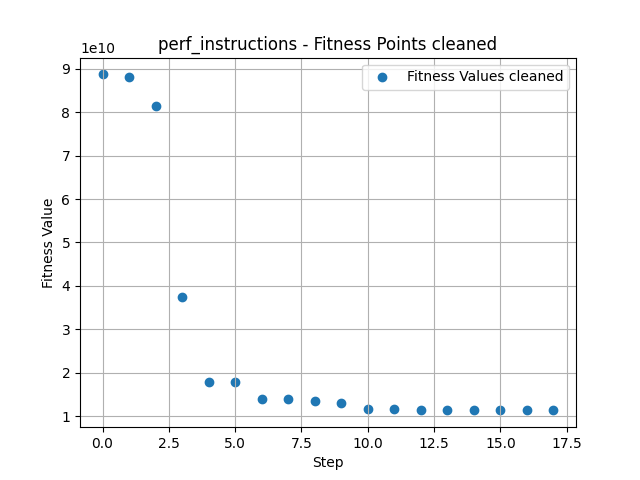 perf_instructions - Fitness Points cleaned
1e10
Fitness Values cleaned
9
8
7
6
5
4
3
2
1
Fitness Value
0.0 2.5 5.0 7.5 10.0 12.5 15.0 17.5
Step